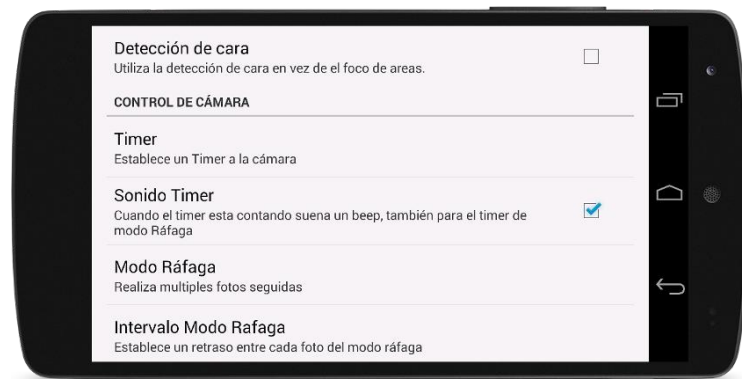 Detección de cara
Utiliza la detección de cara en vez de el foco de areas.
CONTROL DE CÁMARA
Timer
Establece un Timer a la cámara
Sonido Timer
Cuando el timer esta contando suena un beep, también para el timer de
modo Ráfaga
Modo Ráfaga
Realiza multiples fotos seguidas
Intervalo Modo Rafaga
Establece un retraso entre cada foto del modo ráfaga